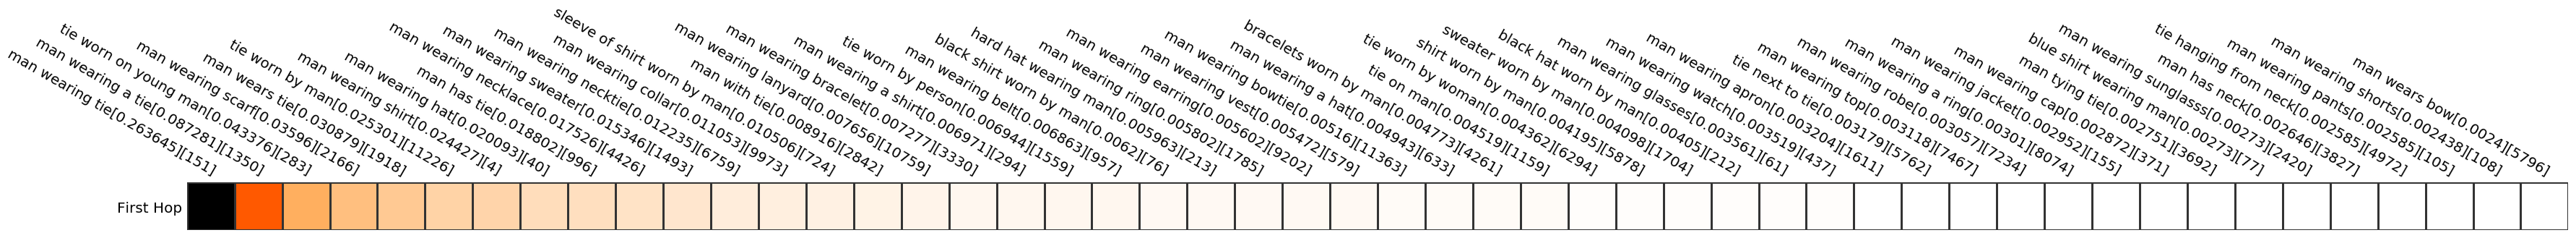 man wearing tie[0.263645][151]
man wearing a tie[0.087281][1350]
tie worn on young man[0.043376][283]
man wearing scarf[0.03596][2166]
man wears tie[0.030879][1918]
tie worn by man[0.025301][11226]
man wearing shirt[0.024427][4]
man wearing hat[0.020093][40]
man has tie[0.018802][996]
man wearing necklace[0.017526][4426]
man wearing sweater[0.015346][1493]
man wearing necktie[0.012235][6759]
man wearing collar[0.011053][9973]
sleeve of shirt worn by man[0.010506][724]
man with tie[0.008916][2842]
man wearing lanyard[0.007656][10759]
man wearing bracelet[0.007277][3330]
man wearing a shirt[0.006971][294]
tie worn by person[0.006944][1559]
man wearing belt[0.006863][957]
black shirt worn by man[0.0062][76]
hard hat wearing man[0.005963][213]
man wearing ring[0.005802][1785]
man wearing earring[0.005602][9202]
man wearing vest[0.005472][579]
man wearing bowtie[0.00516][11363]
man wearing a hat[0.004943][633]
bracelets worn by man[0.004773][4261]
tie on man[0.004519][1159]
tie worn by woman[0.004362][6294]
shirt worn by man[0.004195][5878]
sweater worn by man[0.004098][1704]
black hat worn by man[0.00405][212]
man wearing glasses[0.003561][61]
man wearing watch[0.003519][437]
man wearing apron[0.003204][1611]
tie next to tie[0.003179][5762]
man wearing top[0.003118][7467]
man wearing robe[0.003057][7234]
man wearing a ring[0.003001][8074]
man wearing jacket[0.002952][155]
man wearing cap[0.002872][371]
man tying tie[0.002751][3692]
blue shirt wearing man[0.00273][77]
man wearing sunglasses[0.00273][2420]
man has neck[0.002646][3827]
tie hanging from neck[0.002585][4972]
man wearing pants[0.002585][105]
man wearing shorts[0.002438][108]
man wears bow[0.0024][5796]
First Hop